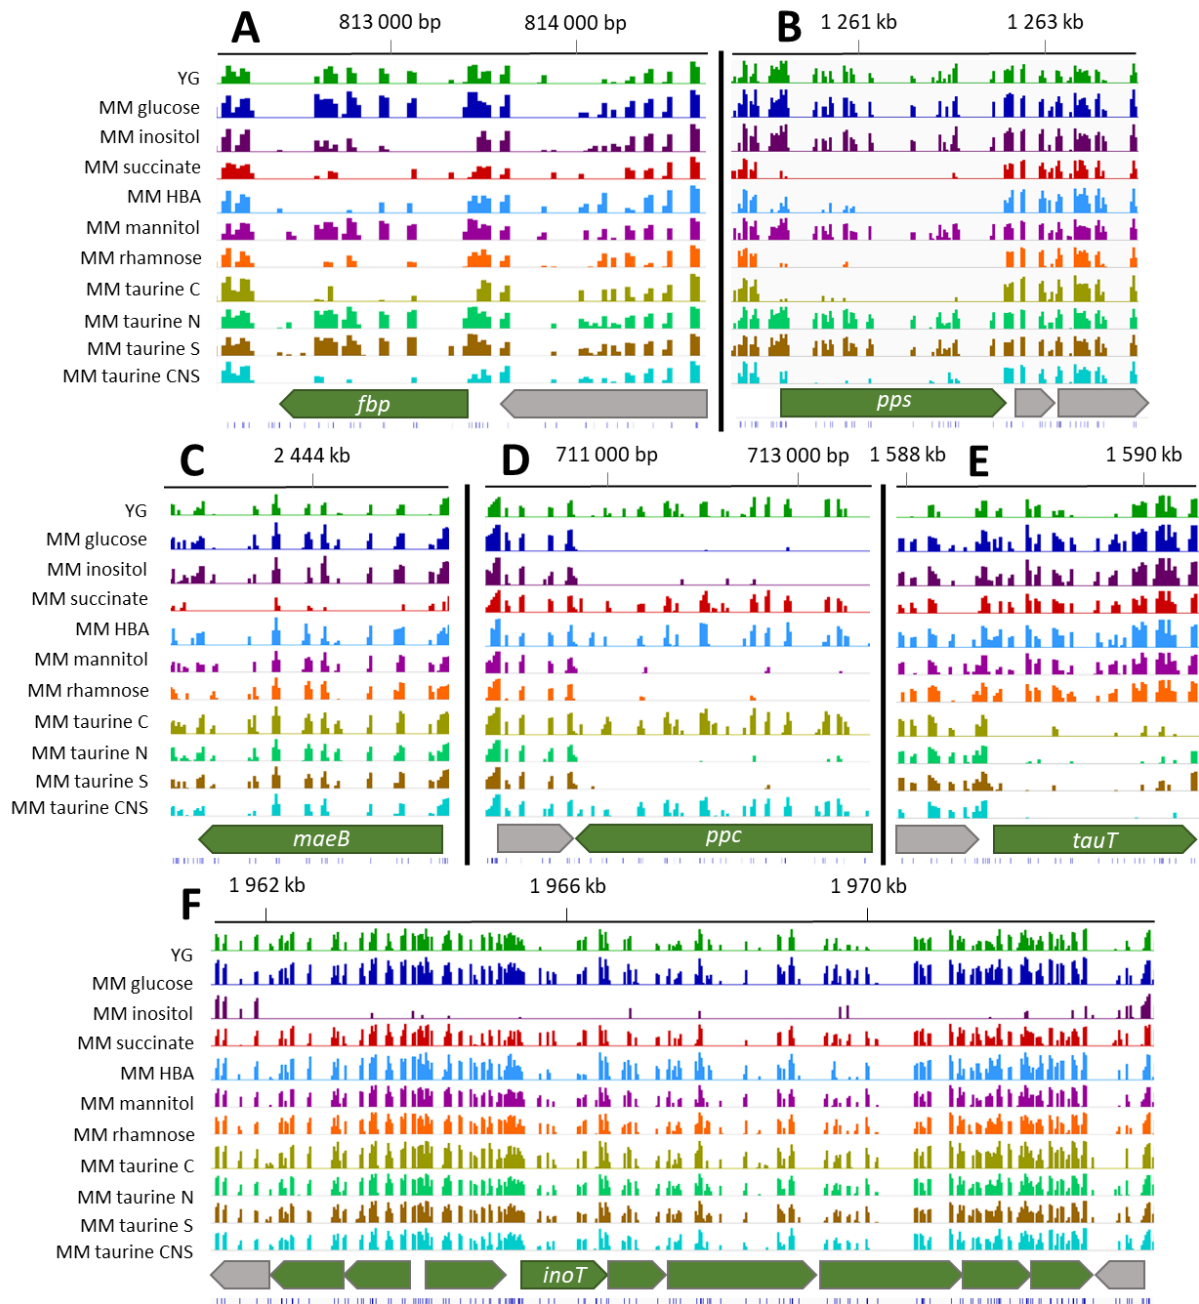 A 813 000 bp 814 000 bp B 1 261 kb 1 263 kb
YG
MM glucose
MM inositol
MM succinate
MM HBA
MM mannitol
MM rhamnose
MM taurine C
MM taurine N
MM taurine S
MM taurine CNS
fbp pps
C 2 444 kb D 711 000 bp 713 000 bp 1 588 kb E 1 590 kb
YG
MM glucose
MM inositol
MM succinate
MM HBA
MM mannitol
MM rhamnose
MM taurine C
MM taurine N
MM taurine S
MM taurine CNS
maeB ppc tauT
F 1 962 kb 1 966 kb 1 970 kb
YG
MM glucose
MM inositol
MM succinate
MM HBA
MM mannitol
MM rhamnose
MM taurine C
MM taurine N
MM taurine S
MM taurine CNS
inoT